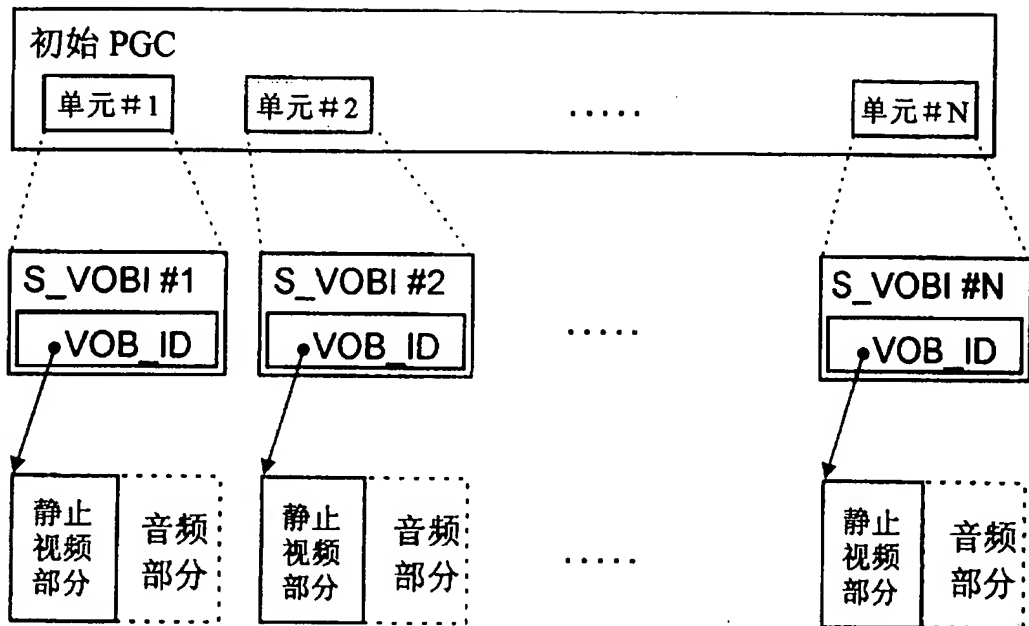 初始 PGC
单元#1 单元#2 ····· 单元#N
S_VOBI #1 S_VOBI #2 S_VOBI #N
VOB_ID VOB_ID ····· VOB_ID
静止 静止 静止
视频 视频 视频
部分 部分 部分
音频 音频 音频
部分 部分 ····· 部分